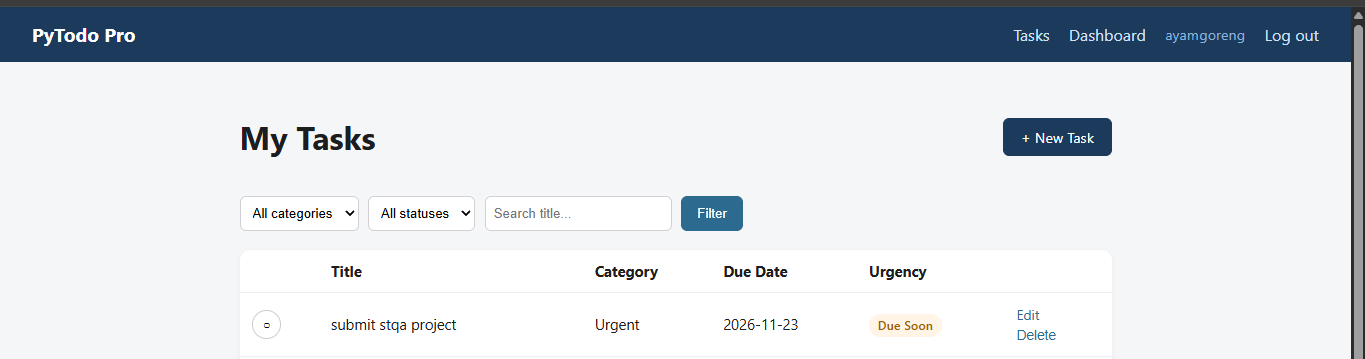 PyTodo Pro Tasks Dashboard ayamgoreng Log out
My Tasks + New Task
All categories All statuses Search title... Filter
Title Category Due Date Urgency
submit stqa project Urgent 2026-11-23 Due Soon Edit
Delete